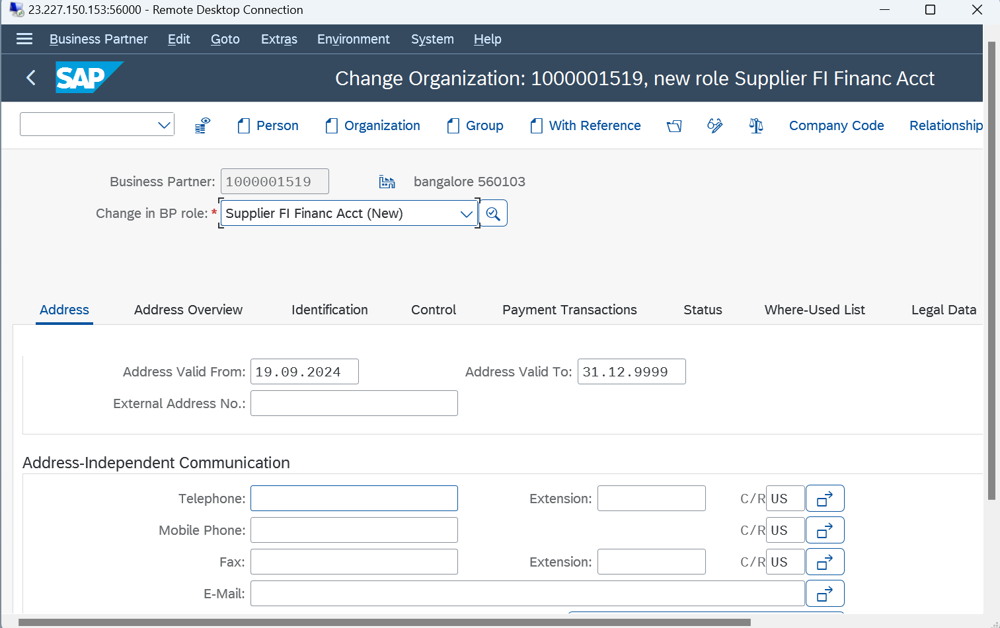 23.227.150.153:56000 - Remote Desktop Connection
Business Partner Edit Goto Extras Environment System Help
SAP Change Organization: 1000001519, new role Supplier FI Financ Acct
Person Organization Group With Reference Company Code Relationship
Business Partner: 1000001519 bangalore 560103
Change in BP role: * Supplier FI Financ Acct (New)
Address Address Overview Identification Control Payment Transactions Status Where-Used List Legal Data
Address Valid From: 19.09.2024 Address Valid To: 31.12.9999
External Address No.:
Address-Independent Communication
Telephone: Extension: C/R US
Mobile Phone: C/R US
Fax: Extension: C/R US
E-Mail: